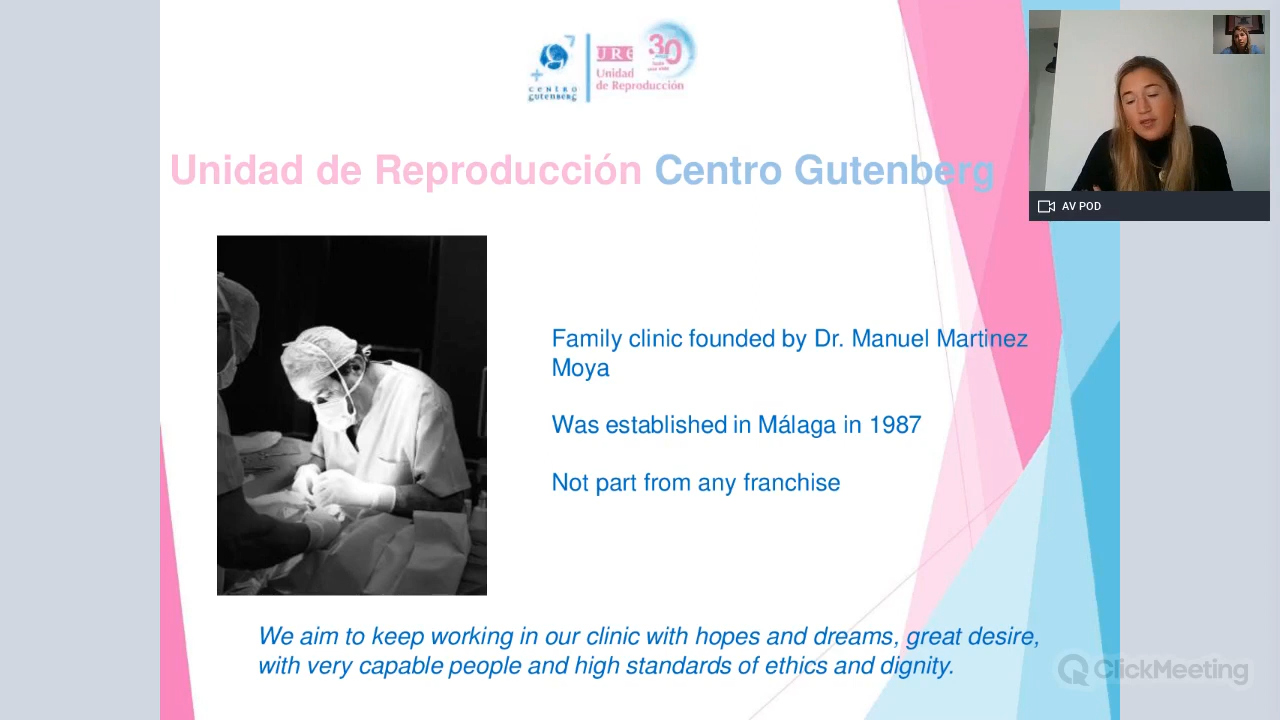 URG
30
Unidad
de Reproducción
CENTRO
GUTENBERG
Unidad de Reproducción Centro Gutenberg
AV POD
Family clinic founded by Dr. Manuel Martinez
Moya
Was established in Málaga in 1987
Not part from any franchise
We aim to keep working in our clinic with hopes and dreams, great desire,
with very capable people and high standards of ethics and dignity.
ClickMeeting